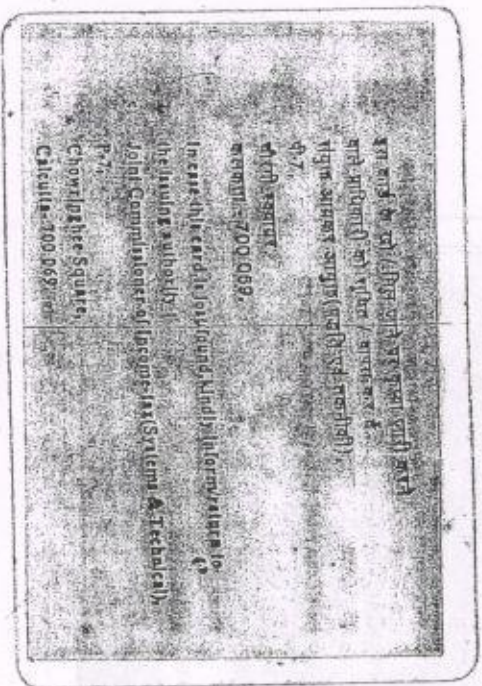 इस कार्ड के खो / मिल जाने पर कृपया जारी करने
वाले प्राधिकारी को सूचित / वापस कर दें
संयुक्त आयकर आयुक्त(पद्धति एवं तकनीकी),
पी-7,
चौरंगी स्क्वायर,
कलकत्ता - 700 069.
In case this card is lost/found, kindly inform/return to
the issuing authority :
Joint Commissioner of Income-tax(Systems & Technical),
P-7,
Chowringhee Square,
Calcutta- 700 069.